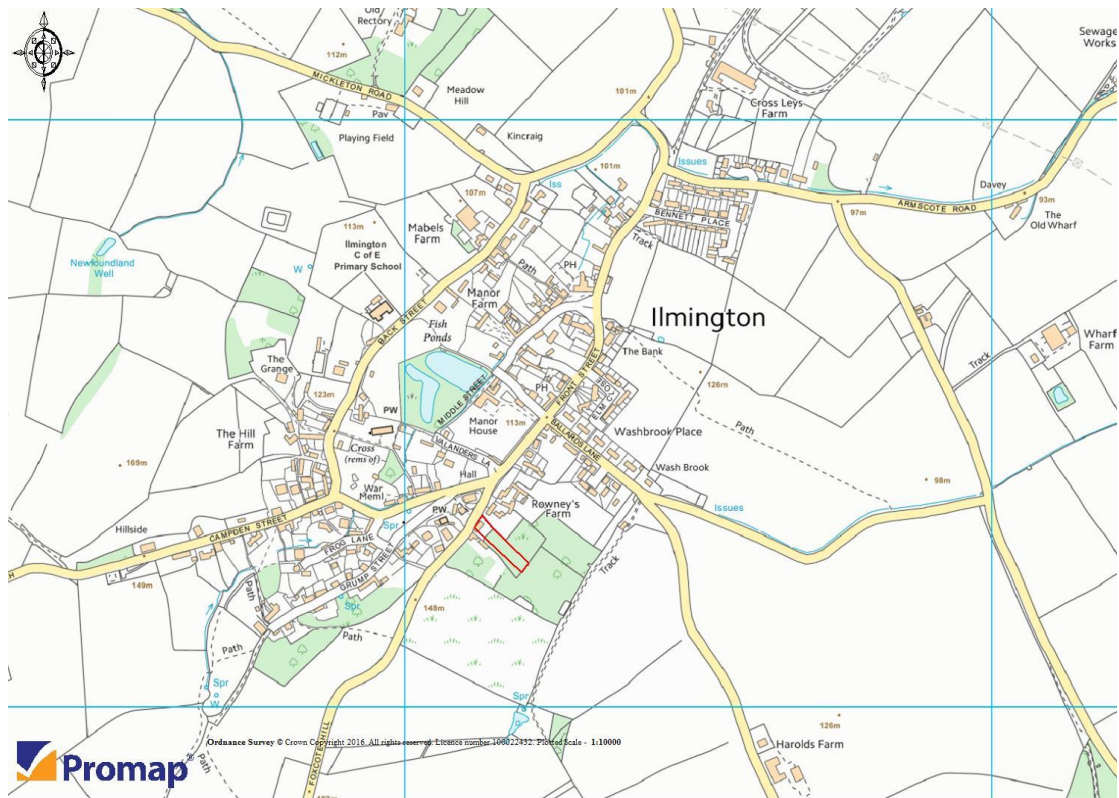 Old
Rectory
112m
MICKLETON ROAD
Meadow
Hill
Pav
Playing Field
Kincraig
101m
Cross Leys
Farm
Sewage
Works
Issues
101m
Iss
107m
Mabels
Farm
113m
Ilmington
C of E
Primary School
W
Newfoundland
Well
BENNETT PLACE
Track
Path
PH
Manor
Farm
97m
ARMSCOTE ROAD
Davey
93m
The
Old Wharf
BACK STREET
Fish
Ponds
Ilmington
The Bank
FRONT STREET
Wharf
Farm
Track
The
Grange
123m
MIDDLE STREET
PH
ELM CLOSE
126m
Path
PW
Manor
House
113m
BALLARDS LANE
Washbrook Place
The Hill
Farm
169m
Cross
(rems of)
VALANDERS LA
Hall
Wash Brook
98m
War
Meml
Spr
PW
Rowney's
Farm
Issues
Hillside
CAMPDEN STREET
FROG LANE
GRUMP STREE
149m
Path
Spr
148m
Track
Path
Path
Spr
W
Spr
126m
Harolds Farm
FOXCOTE HILL
Path
Ordnance Survey © Crown Copyright 2016. All rights reserved. Licence number 100022432. Plotted Scale - 1:10000
Promap